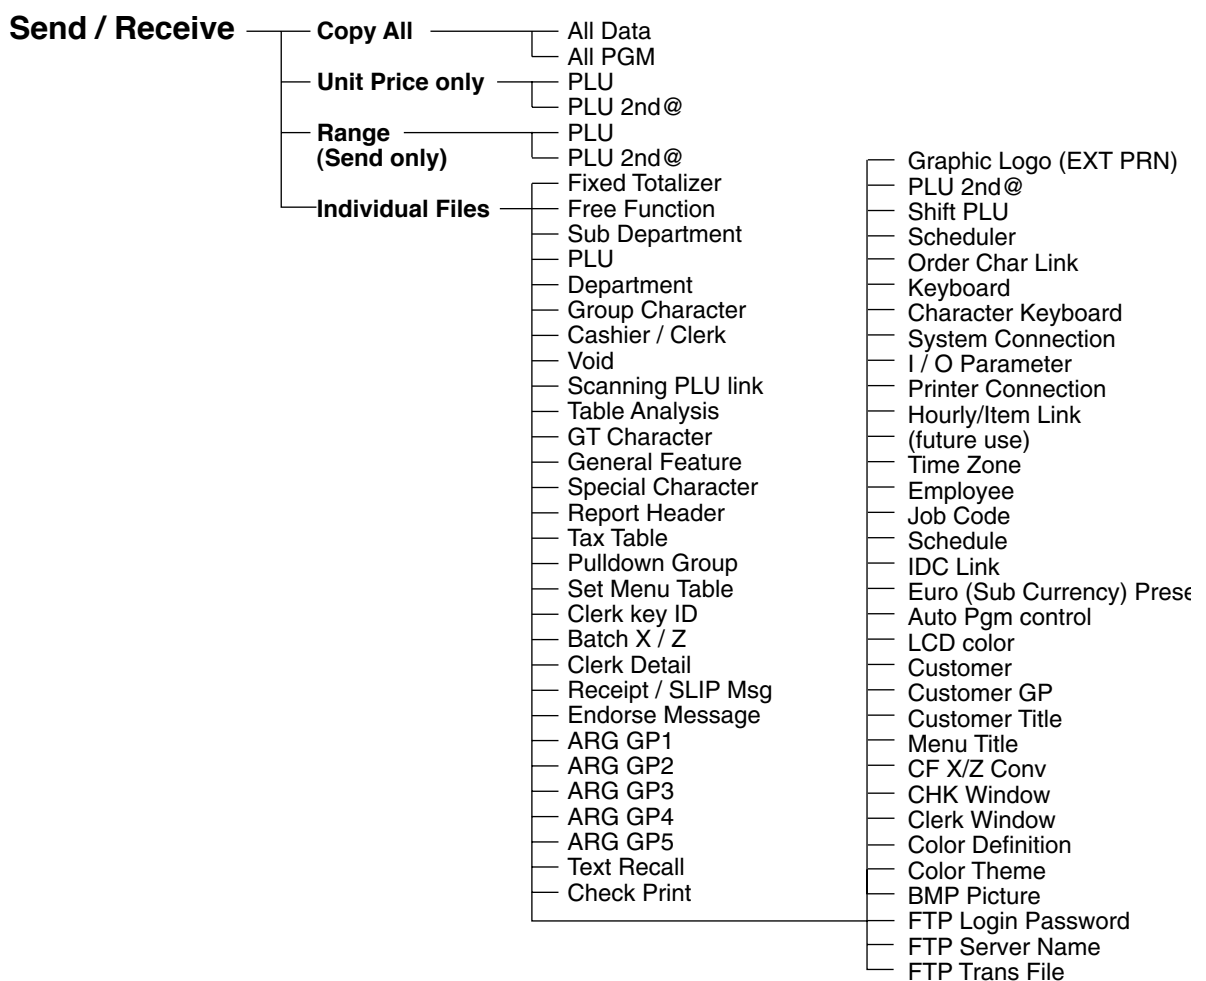 Send / Receive
Copy All
All Data
All PGM
Unit Price only
PLU
PLU 2nd@
Range
(Send only)
PLU
PLU 2nd@
Individual Files
Fixed Totalizer
Free Function
Sub Department
PLU
Department
Group Character
Cashier / Clerk
Void
Scanning PLU link
Table Analysis
GT Character
General Feature
Special Character
Report Header
Tax Table
Pulldown Group
Set Menu Table
Clerk key ID
Batch X / Z
Clerk Detail
Receipt / SLIP Msg
Endorse Message
ARG GP1
ARG GP2
ARG GP3
ARG GP4
ARG GP5
Text Recall
Check Print
Graphic Logo (EXT PRN)
PLU 2nd@
Shift PLU
Scheduler
Order Char Link
Keyboard
Character Keyboard
System Connection
I / O Parameter
Printer Connection
Hourly/Item Link
(future use)
Time Zone
Employee
Job Code
Schedule
IDC Link
Euro (Sub Currency) Prese
Auto Pgm control
LCD color
Customer
Customer GP
Customer Title
Menu Title
CF X/Z Conv
CHK Window
Clerk Window
Color Definition
Color Theme
BMP Picture
FTP Login Password
FTP Server Name
FTP Trans File